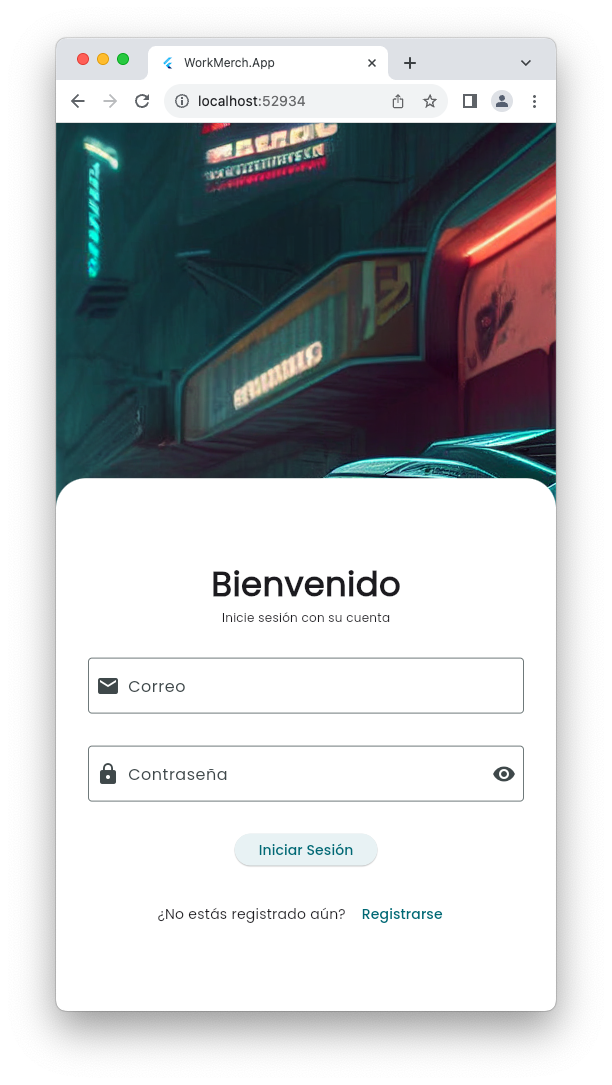 WorkMerch.App
localhost:52934
Bienvenido
Inicie sesión con su cuenta
Correo
Contraseña
Iniciar Sesión
¿No estás registrado aún? Registrarse